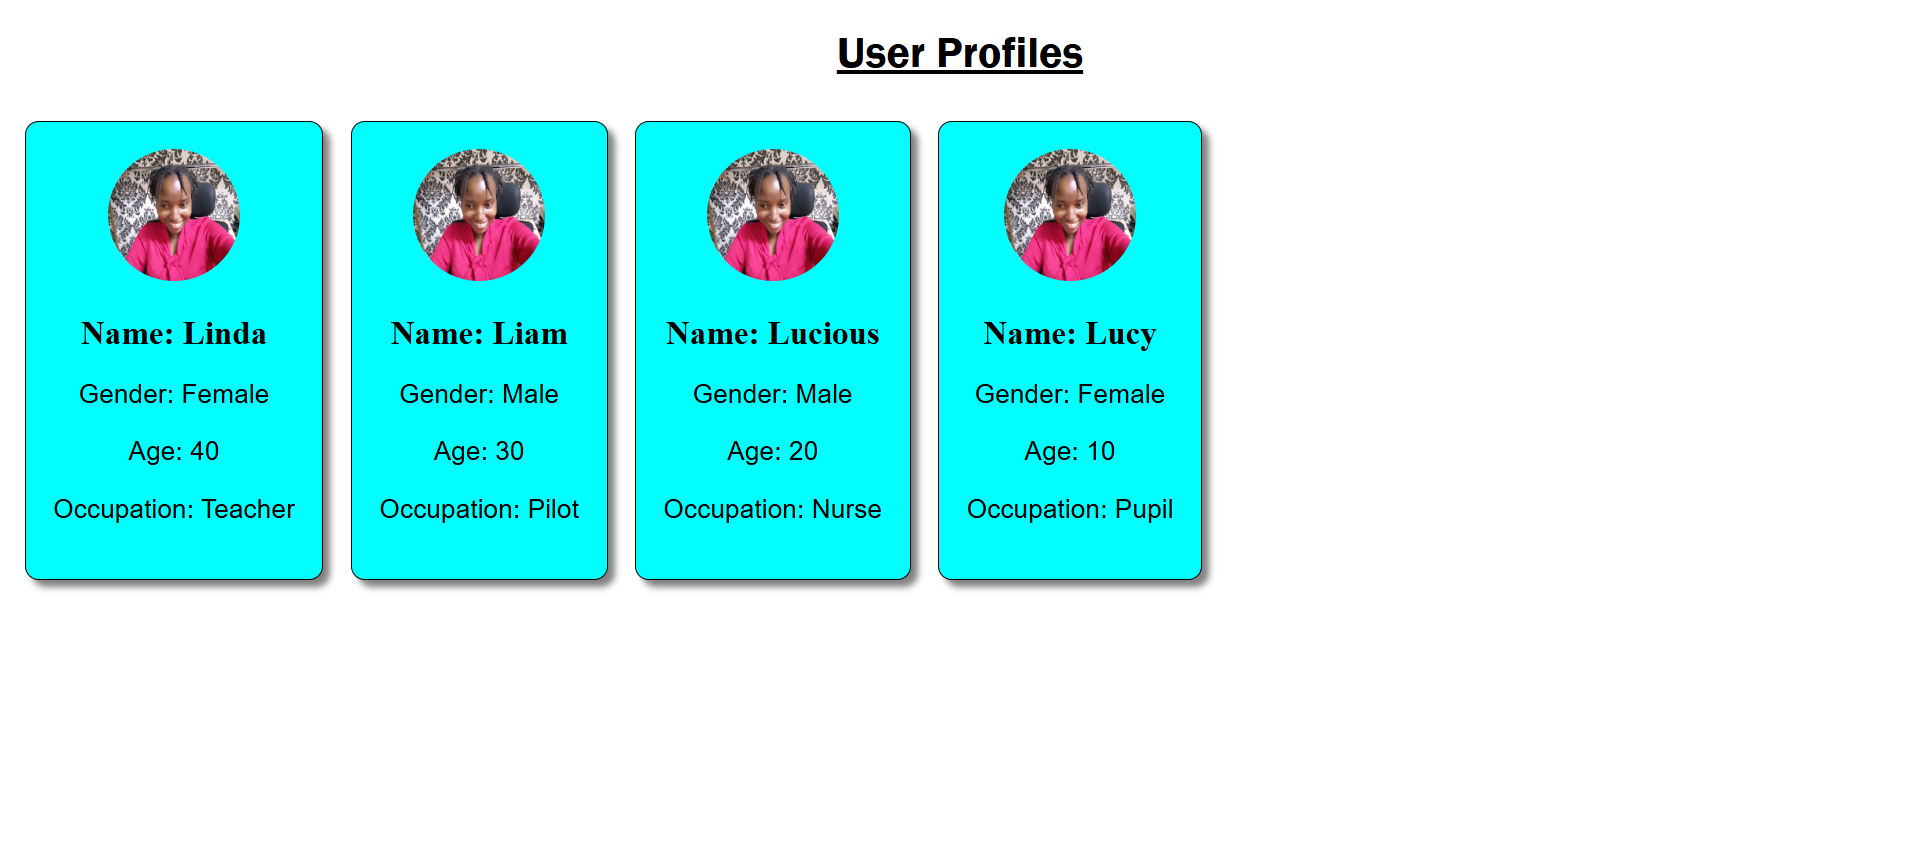 User Profiles
Name: Linda
Gender: Female
Age: 40
Occupation: Teacher
Name: Liam
Gender: Male
Age: 30
Occupation: Pilot
Name: Lucious
Gender: Male
Age: 20
Occupation: Nurse
Name: Lucy
Gender: Female
Age: 10
Occupation: Pupil